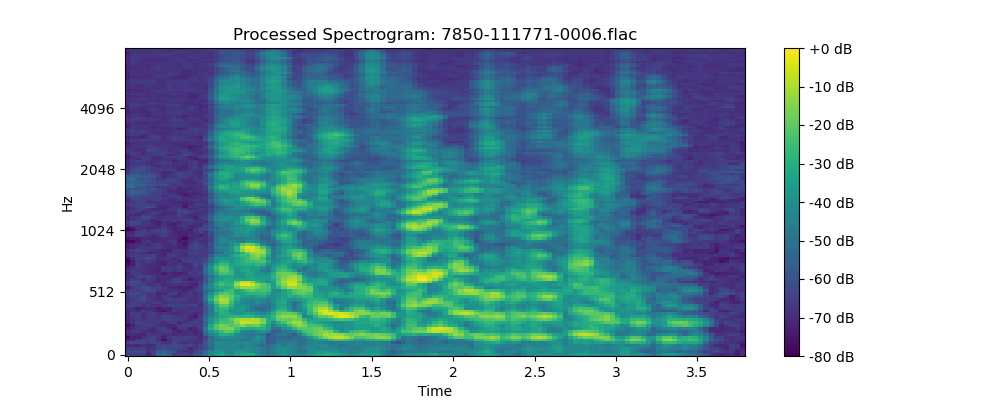 Processed Spectrogram: 7850-111771-0006.flac
Hz
4096
2048
1024
512
0
0
0.5
1
1.5
2
2.5
3
3.5
Time
+0 dB
-10 dB
-20 dB
-30 dB
-40 dB
-50 dB
-60 dB
-70 dB
-80 dB